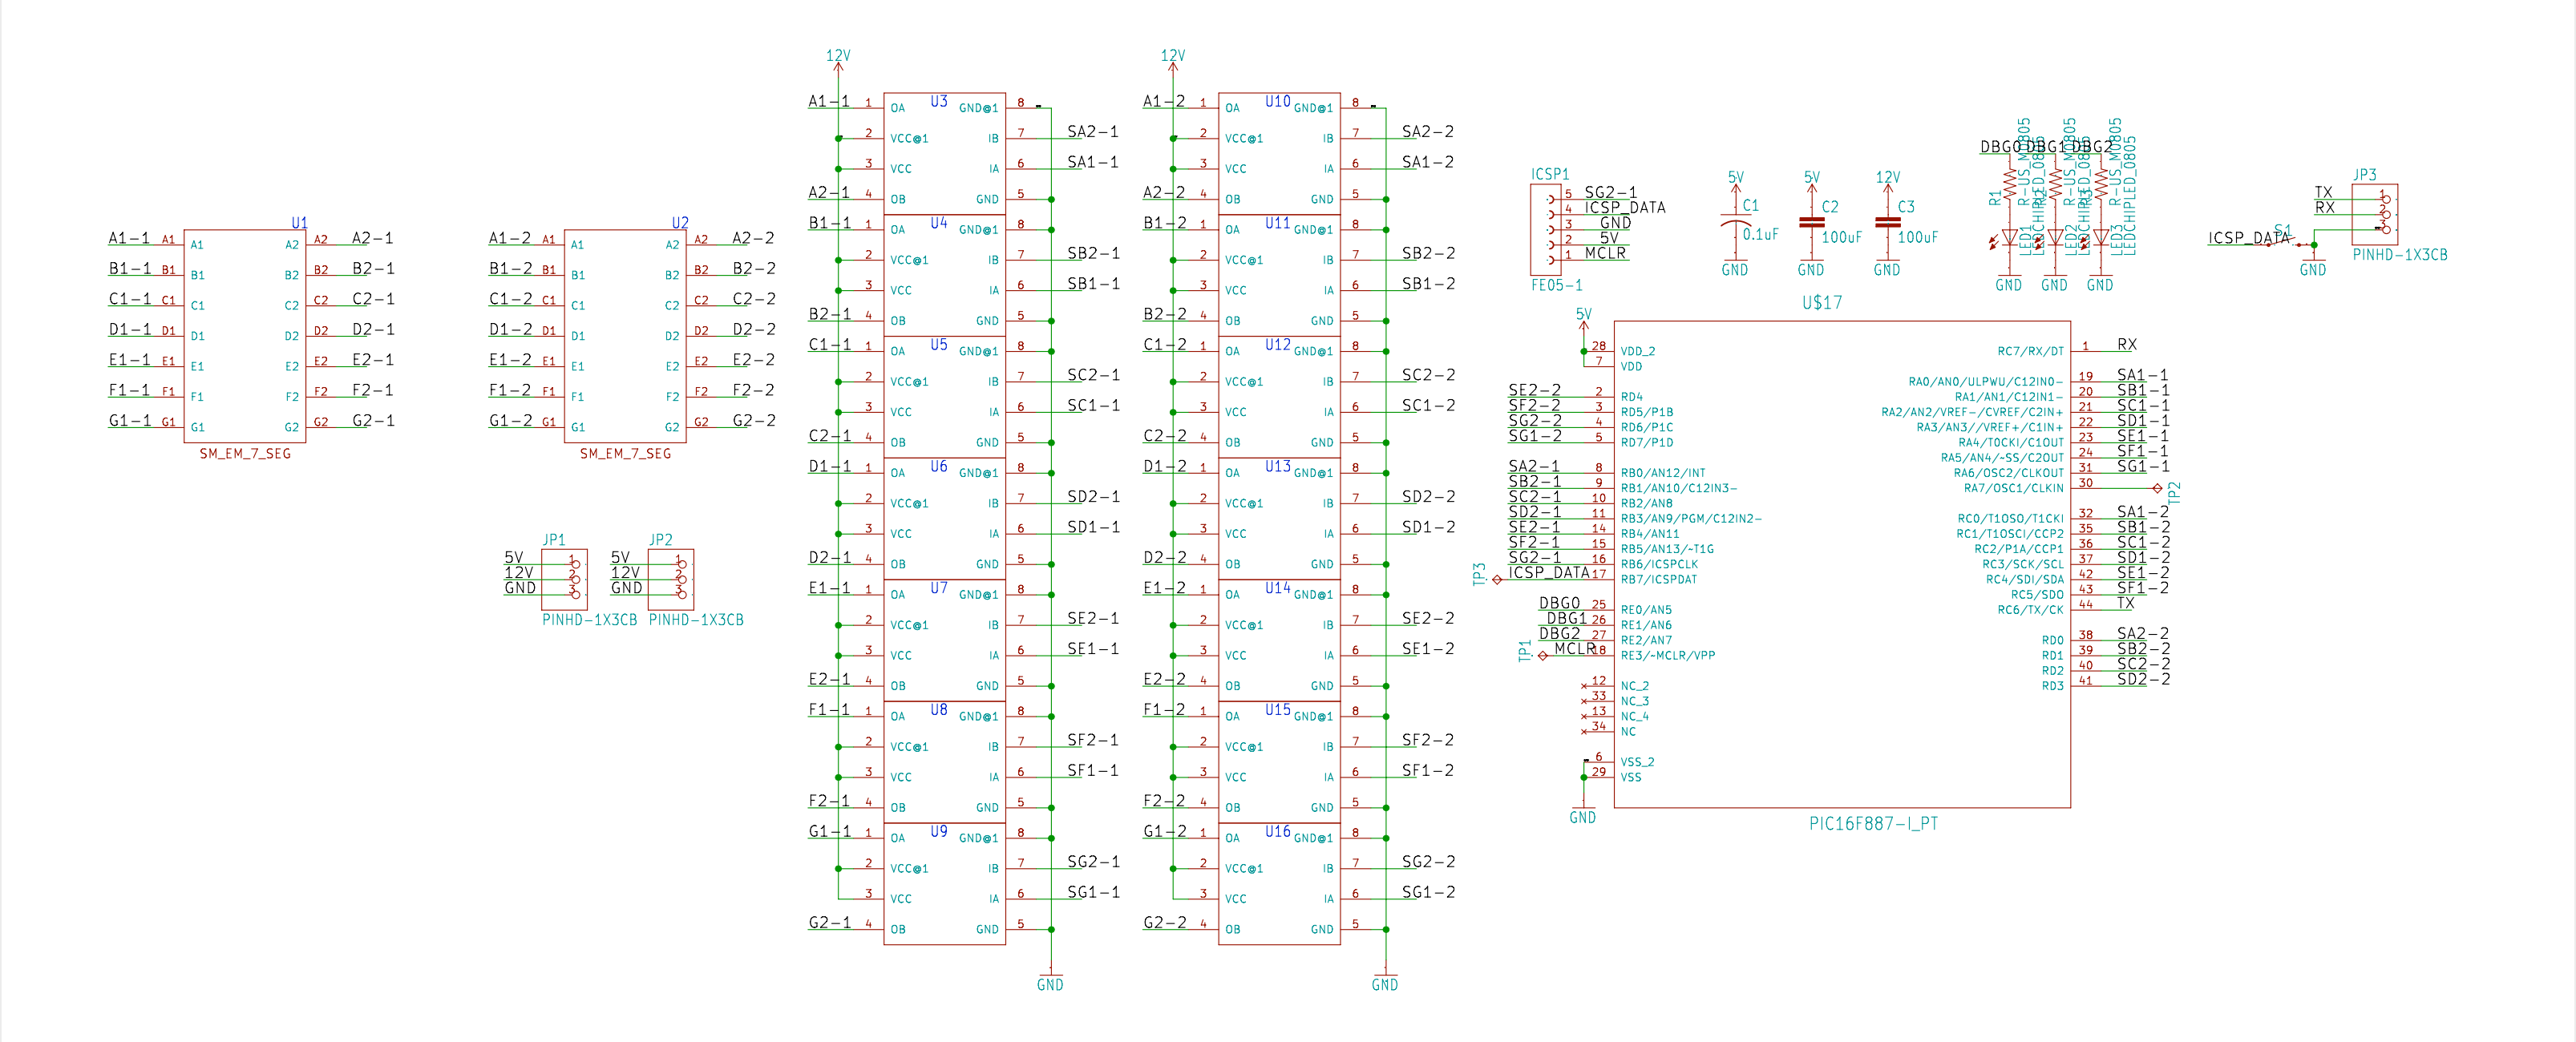 U1
A1-1 A1 A1 A2 A2 A2-1
B1-1 B1 B1 B2 B2 B2-1
C1-1 C1 C1 C2 C2 C2-1
D1-1 D1 D1 D2 D2 D2-1
E1-1 E1 E1 E2 E2 E2-1
F1-1 F1 F1 F2 F2 F2-1
G1-1 G1 G1 G2 G2 G2-1
SM_EM_7_SEG
U2
A1-2 A1 A1 A2 A2 A2-2
B1-2 B1 B1 B2 B2 B2-2
C1-2 C1 C1 C2 C2 C2-2
D1-2 D1 D1 D2 D2 D2-2
E1-2 E1 E1 E2 E2 E2-2
F1-2 F1 F1 F2 F2 F2-2
G1-2 G1 G1 G2 G2 G2-2
SM_EM_7_SEG
JP1
5V 1
12V 2
GND 3
PINHD-1X3CB
JP2
5V 1
12V 2
GND 3
PINHD-1X3CB
12V
A1-1 1 OA U3 GND@1 8
2 VCC@1 IB 7 SA2-1
3 VCC IA 6 SA1-1
A2-1 4 OB GND 5
B1-1 1 OA U4 GND@1 8
2 VCC@1 IB 7 SB2-1
3 VCC IA 6 SB1-1
B2-1 4 OB GND 5
C1-1 1 OA U5 GND@1 8
2 VCC@1 IB 7 SC2-1
3 VCC IA 6 SC1-1
C2-1 4 OB GND 5
D1-1 1 OA U6 GND@1 8
2 VCC@1 IB 7 SD2-1
3 VCC IA 6 SD1-1
D2-1 4 OB GND 5
E1-1 1 OA U7 GND@1 8
2 VCC@1 IB 7 SE2-1
3 VCC IA 6 SE1-1
E2-1 4 OB GND 5
F1-1 1 OA U8 GND@1 8
2 VCC@1 IB 7 SF2-1
3 VCC IA 6 SF1-1
F2-1 4 OB GND 5
G1-1 1 OA U9 GND@1 8
2 VCC@1 IB 7 SG2-1
3 VCC IA 6 SG1-1
G2-1 4 OB GND 5
GND
12V
A1-2 1 OA U10 GND@1 8
2 VCC@1 IB 7 SA2-2
3 VCC IA 6 SA1-2
A2-2 4 OB GND 5
B1-2 1 OA U11 GND@1 8
2 VCC@1 IB 7 SB2-2
3 VCC IA 6 SB1-2
B2-2 4 OB GND 5
C1-2 1 OA U12 GND@1 8
2 VCC@1 IB 7 SC2-2
3 VCC IA 6 SC1-2
C2-2 4 OB GND 5
D1-2 1 OA U13 GND@1 8
2 VCC@1 IB 7 SD2-2
3 VCC IA 6 SD1-2
D2-2 4 OB GND 5
E1-2 1 OA U14 GND@1 8
2 VCC@1 IB 7 SE2-2
3 VCC IA 6 SE1-2
E2-2 4 OB GND 5
F1-2 1 OA U15 GND@1 8
2 VCC@1 IB 7 SF2-2
3 VCC IA 6 SF1-2
F2-2 4 OB GND 5
G1-2 1 OA U16 GND@1 8
2 VCC@1 IB 7 SG2-2
3 VCC IA 6 SG1-2
G2-2 4 OB GND 5
GND
ICSP1
5 SG2-1
4 ICSP_DATA
3 GND
2 5V
1 MCLR
FE05-1
5V
C1
0.1uF
GND
5V
C2
100uF
GND
12V
C3
100uF
GND
DBG0 DBG1 DBG2
R1
R-US_M0805 R-US_M0805 R-US_M0805
LED1 LED2 LED3
LEDCHIPLED_0805
GND GND GND
ICSP_DATA S1
GND
JP3
TX 1
RX 2
3
PINHD-1X3CB
U$17
5V
28 VDD_2
7 VDD
SE2-2 2 RD4
SF2-2 3 RD5/P1B
SG2-2 4 RD6/P1C
SG1-2 5 RD7/P1D
SA2-1 8 RB0/AN12/INT
SB2-1 9 RB1/AN10/C12IN3-
SC2-1 10 RB2/AN8
SD2-1 11 RB3/AN9/PGM/C12IN2-
SE2-1 14 RB4/AN11
SF2-1 15 RB5/AN13/~T1G
SG2-1 16 RB6/ICSPCLK
TP3 ICSP_DATA 17 RB7/ICSPDAT
DBG0 25 RE0/AN5
DBG1 26 RE1/AN6
DBG2 27 RE2/AN7
TP1 MCLR 18 RE3/~MCLR/VPP
12 NC_2
33 NC_3
13 NC_4
34 NC
6 VSS_2
29 VSS
GND
RC7/RX/DT 1 RX
RA0/AN0/ULPWU/C12IN0- 19 SA1-1
RA1/AN1/C12IN1- 20 SB1-1
RA2/AN2/VREF-/CVREF/C2IN+ 21 SC1-1
RA3/AN3//VREF+/C1IN+ 22 SD1-1
RA4/T0CKI/C1OUT 23 SE1-1
RA5/AN4/~SS/C2OUT 24 SF1-1
RA6/OSC2/CLKOUT 31 SG1-1
RA7/OSC1/CLKIN 30 TP2
RC0/T1OSO/T1CKI 32 SA1-2
RC1/T1OSCI/CCP2 35 SB1-2
RC2/P1A/CCP1 36 SC1-2
RC3/SCK/SCL 37 SD1-2
RC4/SDI/SDA 42 SE1-2
RC5/SDO 43 SF1-2
RC6/TX/CK 44 TX
RD0 38 SA2-2
RD1 39 SB2-2
RD2 40 SC2-2
RD3 41 SD2-2
PIC16F887-I_PT